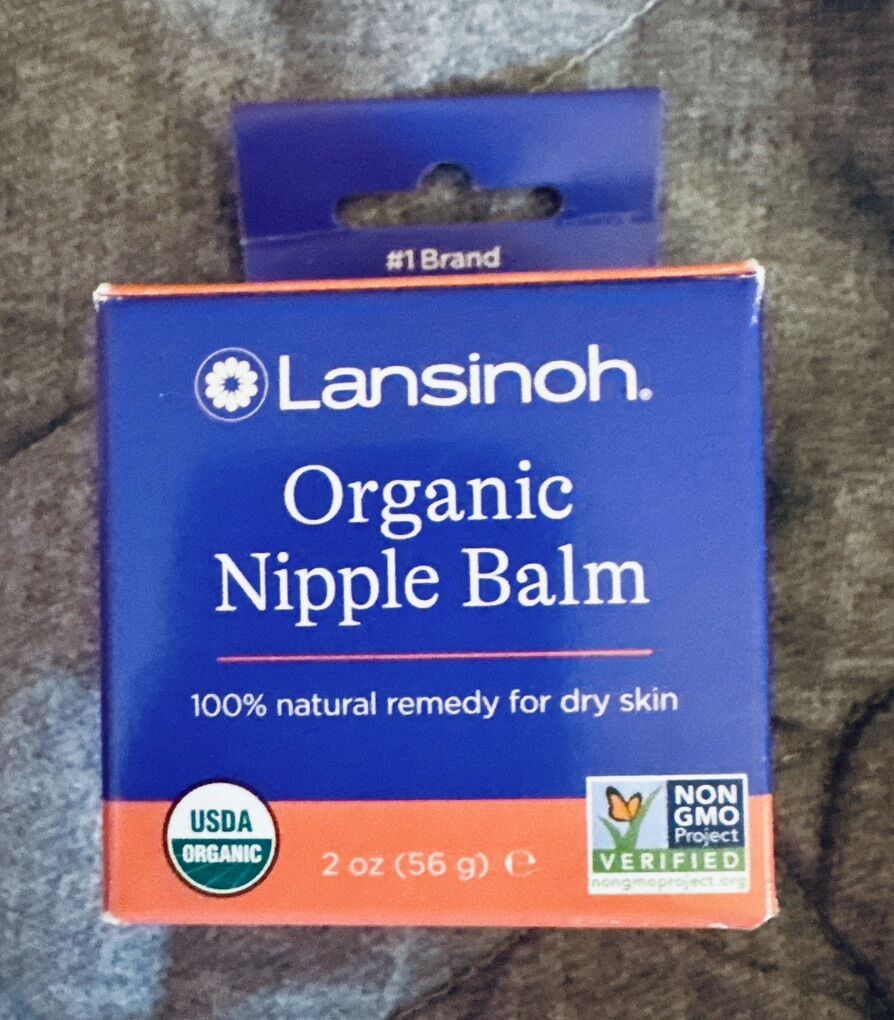 #1 Brand
Lansinoh®
Organic
Nipple Balm
100% natural remedy for dry skin
USDA
ORGANIC
2 oz (56 g) ℮
NON
GMO
Project
VERIFIED
nongmoproject.org